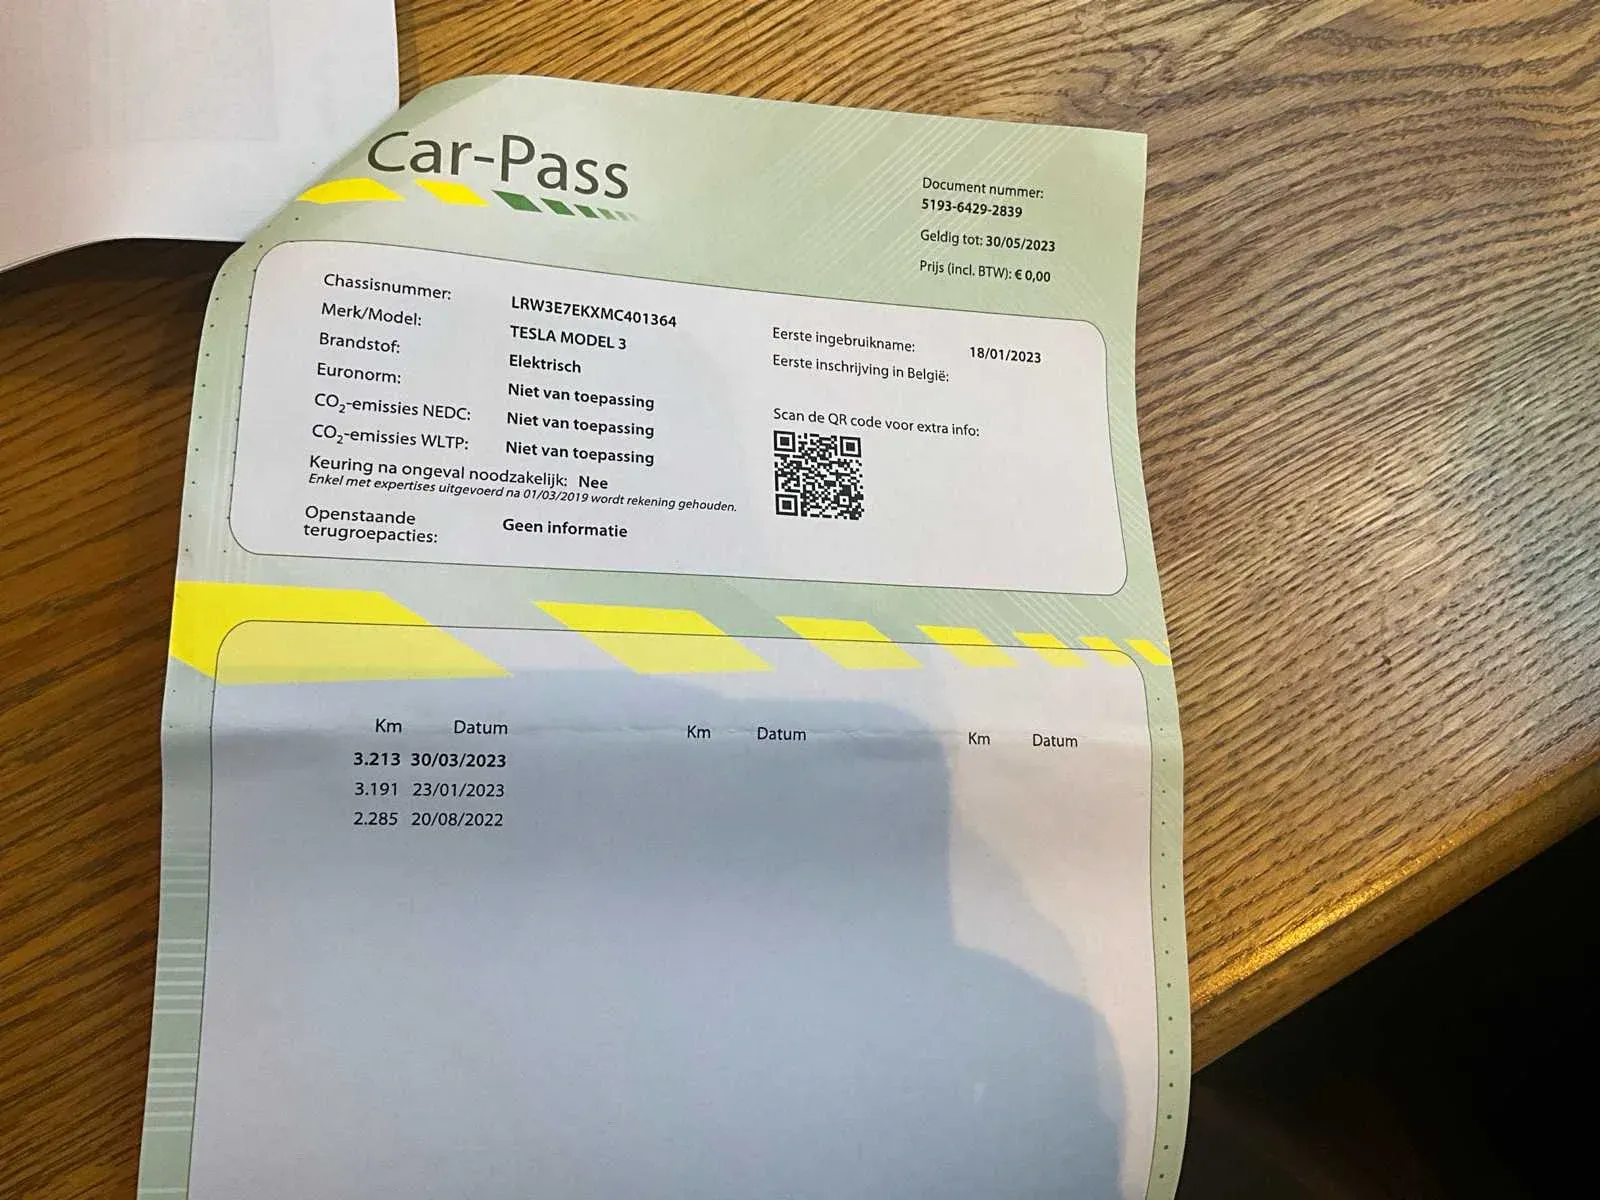 Car-Pass
Document nummer:
5193-6429-2839
Geldig tot: 30/05/2023
Prijs (incl. BTW): € 0,00
Chassisnummer: LRW3E7EKXMC401364
Merk/Model: TESLA MODEL 3
Brandstof: Elektrisch
Euronorm: Niet van toepassing
CO₂-emissies NEDC: Niet van toepassing
CO₂-emissies WLTP: Niet van toepassing
Keuring na ongeval noodzakelijk: Nee
Enkel met expertises uitgevoerd na 01/03/2019 wordt rekening gehouden.
Openstaande
terugroepacties: Geen informatie
Eerste ingebruikname: 18/01/2023
Eerste inschrijving in België:
Scan de QR code voor extra info:
Km Datum Km Datum Km Datum
3.213 30/03/2023
3.191 23/01/2023
2.285 20/08/2022